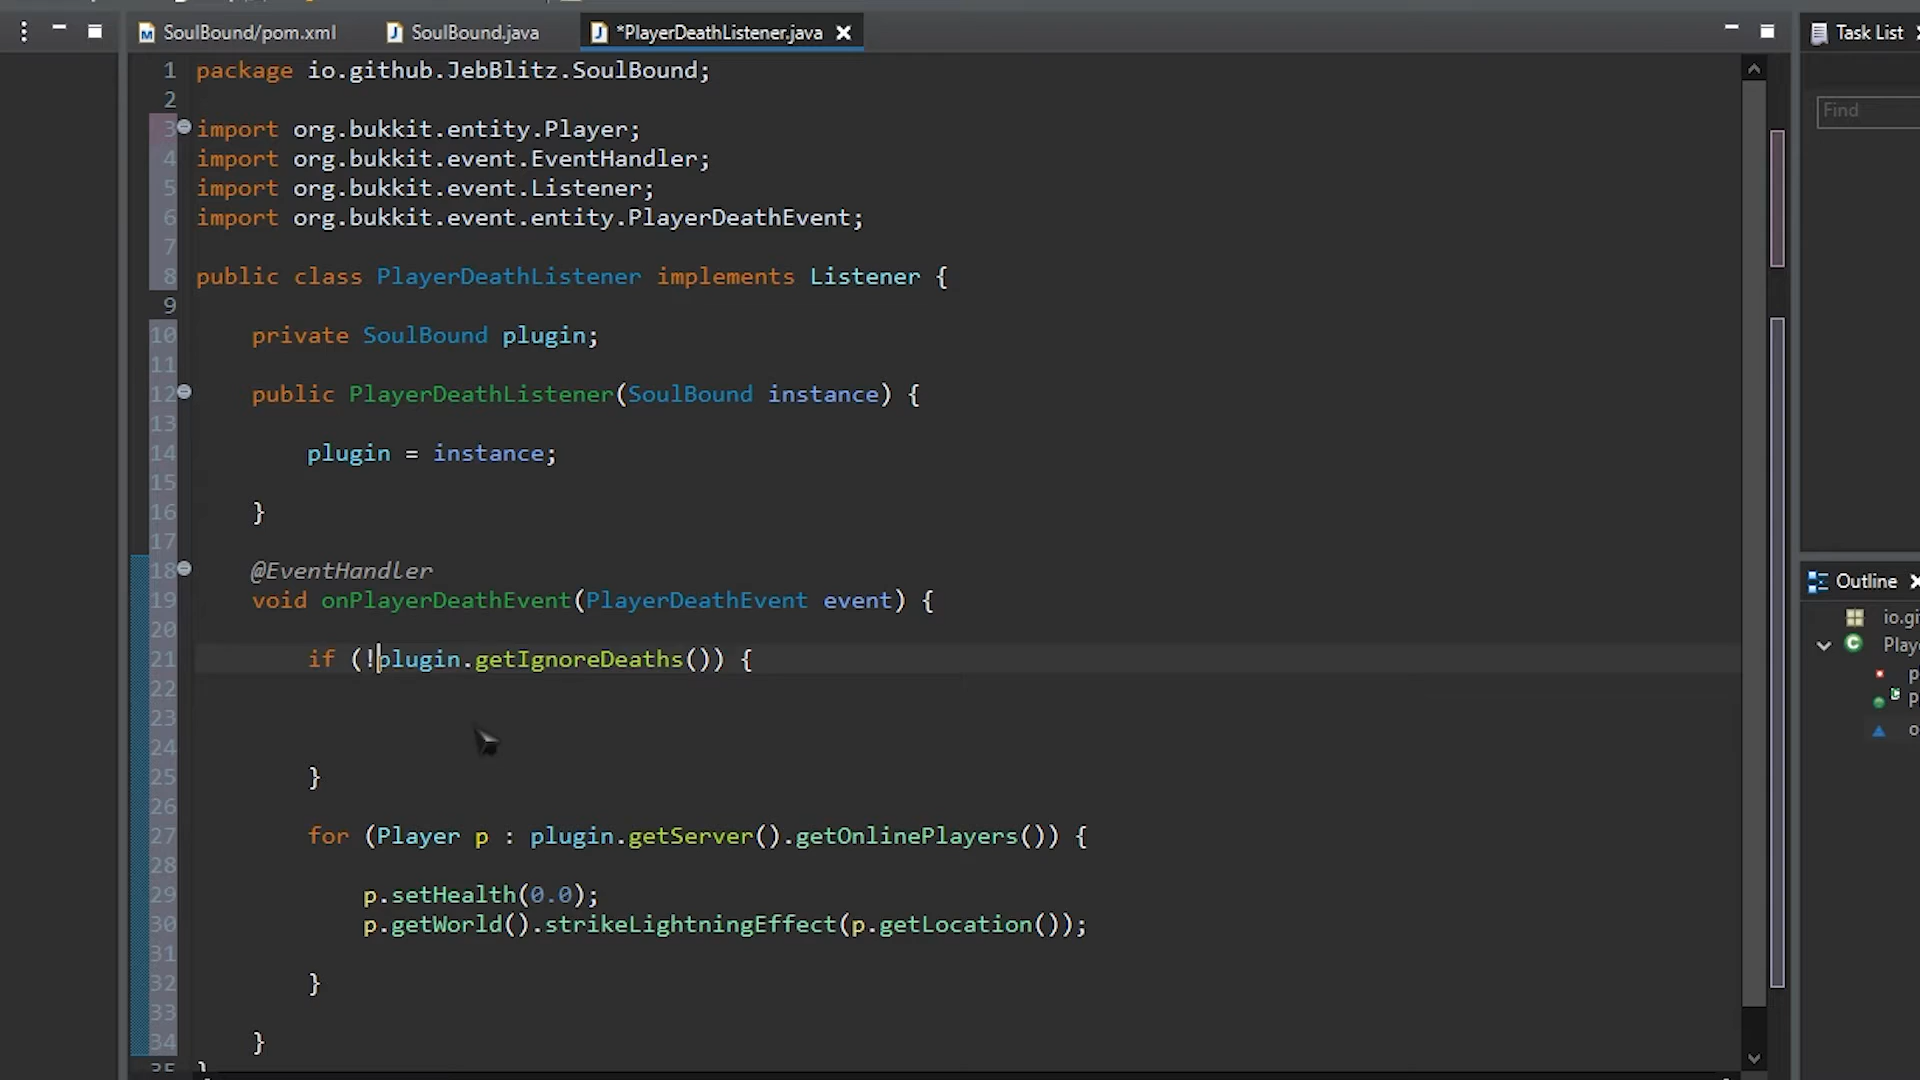 SoulBound/pom.xml
SoulBound.java
*PlayerDeathListener.java
Task List
Find
1 package io.github.JebBlitz.SoulBound;
2
3 import org.bukkit.entity.Player;
4 import org.bukkit.event.EventHandler;
5 import org.bukkit.event.Listener;
6 import org.bukkit.event.entity.PlayerDeathEvent;
7
8 public class PlayerDeathListener implements Listener {
9
10 private SoulBound plugin;
11
12 public PlayerDeathListener(SoulBound instance) {
13
14 plugin = instance;
15
16 }
17
18 @EventHandler
19 void onPlayerDeathEvent(PlayerDeathEvent event) {
20
21 if (!plugin.getIgnoreDeaths()) {
22
23
24
25 }
26
27 for (Player p : plugin.getServer().getOnlinePlayers()) {
28
29 p.setHealth(0.0);
30 p.getWorld().strikeLightningEffect(p.getLocation());
31
32 }
33
34 }
35 }
Outline
io.gi
Play
p
P
o